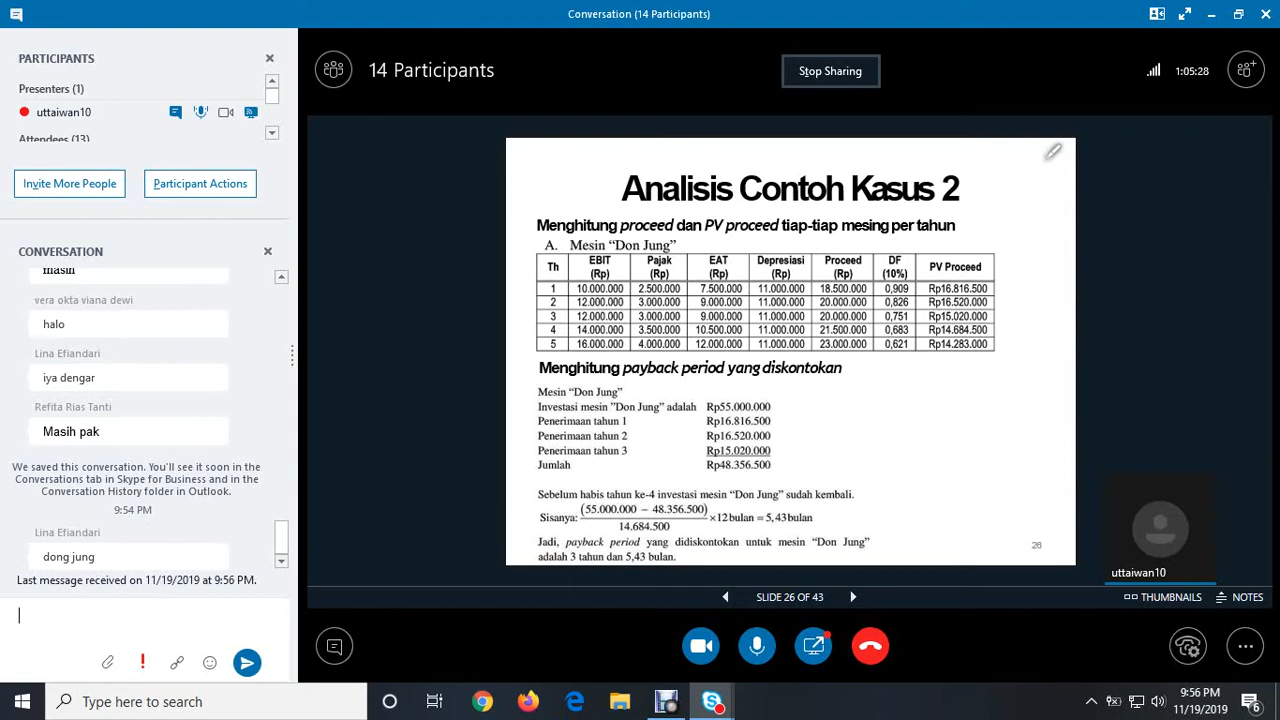 Conversation (14 Participants)
PARTICIPANTS
Presenters (1)
uttaiwan10
Attendees (13)
Invite More People
Participant Actions
CONVERSATION
masih
vera okta viana dewi
halo
Lina Efiandari
iya dengar
Refita Rias Tanti
Masih pak
We saved this conversation. You'll see it soon in the
Conversations tab in Skype for Business and in the
Conversation History folder in Outlook.
9:54 PM
Lina Efiandari
dong jung
Last message received on 11/19/2019 at 9:56 PM.
14 Participants
Stop Sharing
1:05:28
Analisis Contoh Kasus 2
Menghitung proceed dan PV proceed tiap-tiap mesing per tahun
A. Mesin “Don Jung”
Th EBIT (Rp) Pajak (Rp) EAT (Rp) Depresiasi (Rp) Proceed (Rp) DF (10%) PV Proceed
1 10.000.000 2.500.000 7.500.000 11.000.000 18.500.000 0,909 Rp16.816.500
2 12.000.000 3.000.000 9.000.000 11.000.000 20.000.000 0,826 Rp16.520.000
3 12.000.000 3.000.000 9.000.000 11.000.000 20.000.000 0,751 Rp15.020.000
4 14.000.000 3.500.000 10.500.000 11.000.000 21.500.000 0,683 Rp14.684.500
5 16.000.000 4.000.000 12.000.000 11.000.000 23.000.000 0,621 Rp14.283.000
Menghitung payback period yang diskontokan
Mesin “Don Jung”
Investasi mesin “Don Jung” adalah Rp55.000.000
Penerimaan tahun 1 Rp16.816.500
Penerimaan tahun 2 Rp16.520.000
Penerimaan tahun 3 Rp15.020.000
Jumlah Rp48.356.500
Sebelum habis tahun ke-4 investasi mesin “Don Jung” sudah kembali.
(55.000.000 – 48.356.500)
Sisanya: ×12 bulan = 5,43 bulan
14.684.500
Jadi, payback period yang didiskontokan untuk mesin “Don Jung”
adalah 3 tahun dan 5,43 bulan.
26
uttaiwan10
SLIDE 26 OF 43
THUMBNAILS
NOTES
Type here to search
9:56 PM
11/19/2019
6